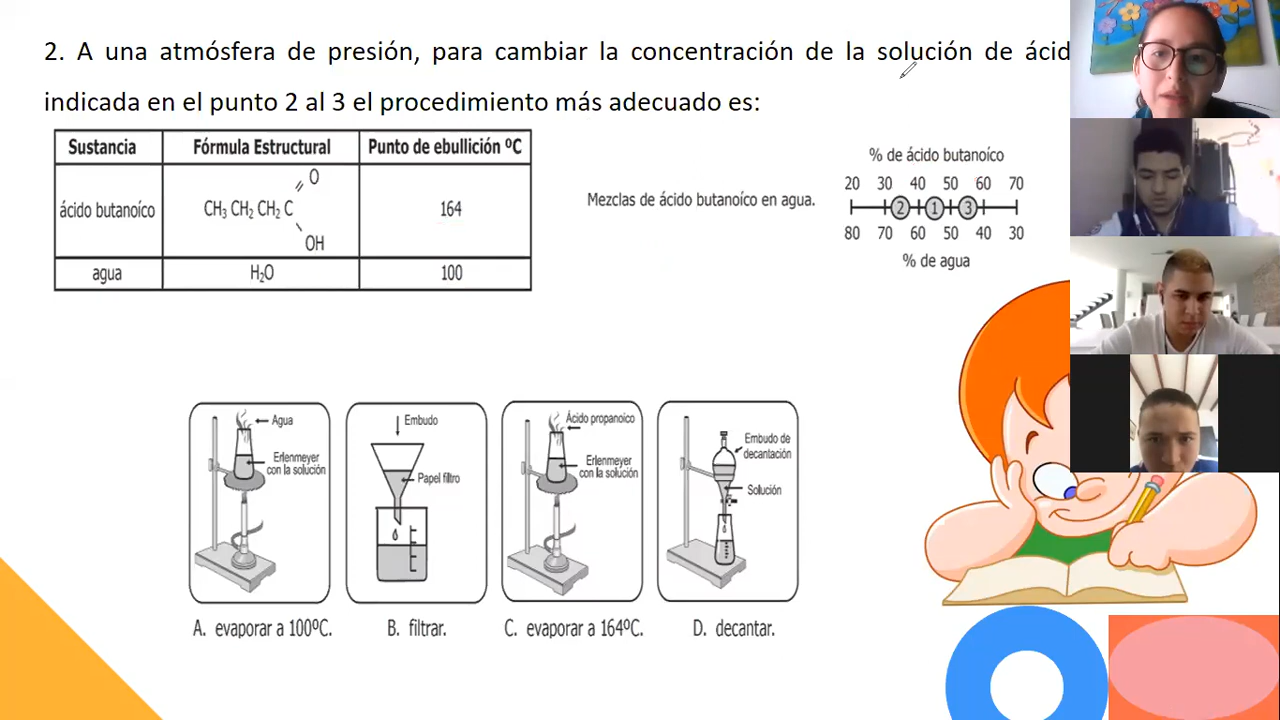 2. A una atmósfera de presión, para cambiar la concentración de la solución de ácid
indicada en el punto 2 al 3 el procedimiento más adecuado es:
Sustancia Fórmula Estructural Punto de ebullición ºC
ácido butanoíco CH3 CH2 CH2 C O OH 164
agua H2O 100
Mezclas de ácido butanoíco en agua.
% de ácido butanoíco
20 30 40 50 60 70
2 1 3
80 70 60 50 40 30
% de agua
Agua
Erlenmeyer
con la solución
A. evaporar a 100ºC.
Embudo
Papel filtro
B. filtrar.
Ácido propanoico
Erlenmeyer
con la solución
C. evaporar a 164ºC.
Embudo de
decantación
Solución
D. decantar.